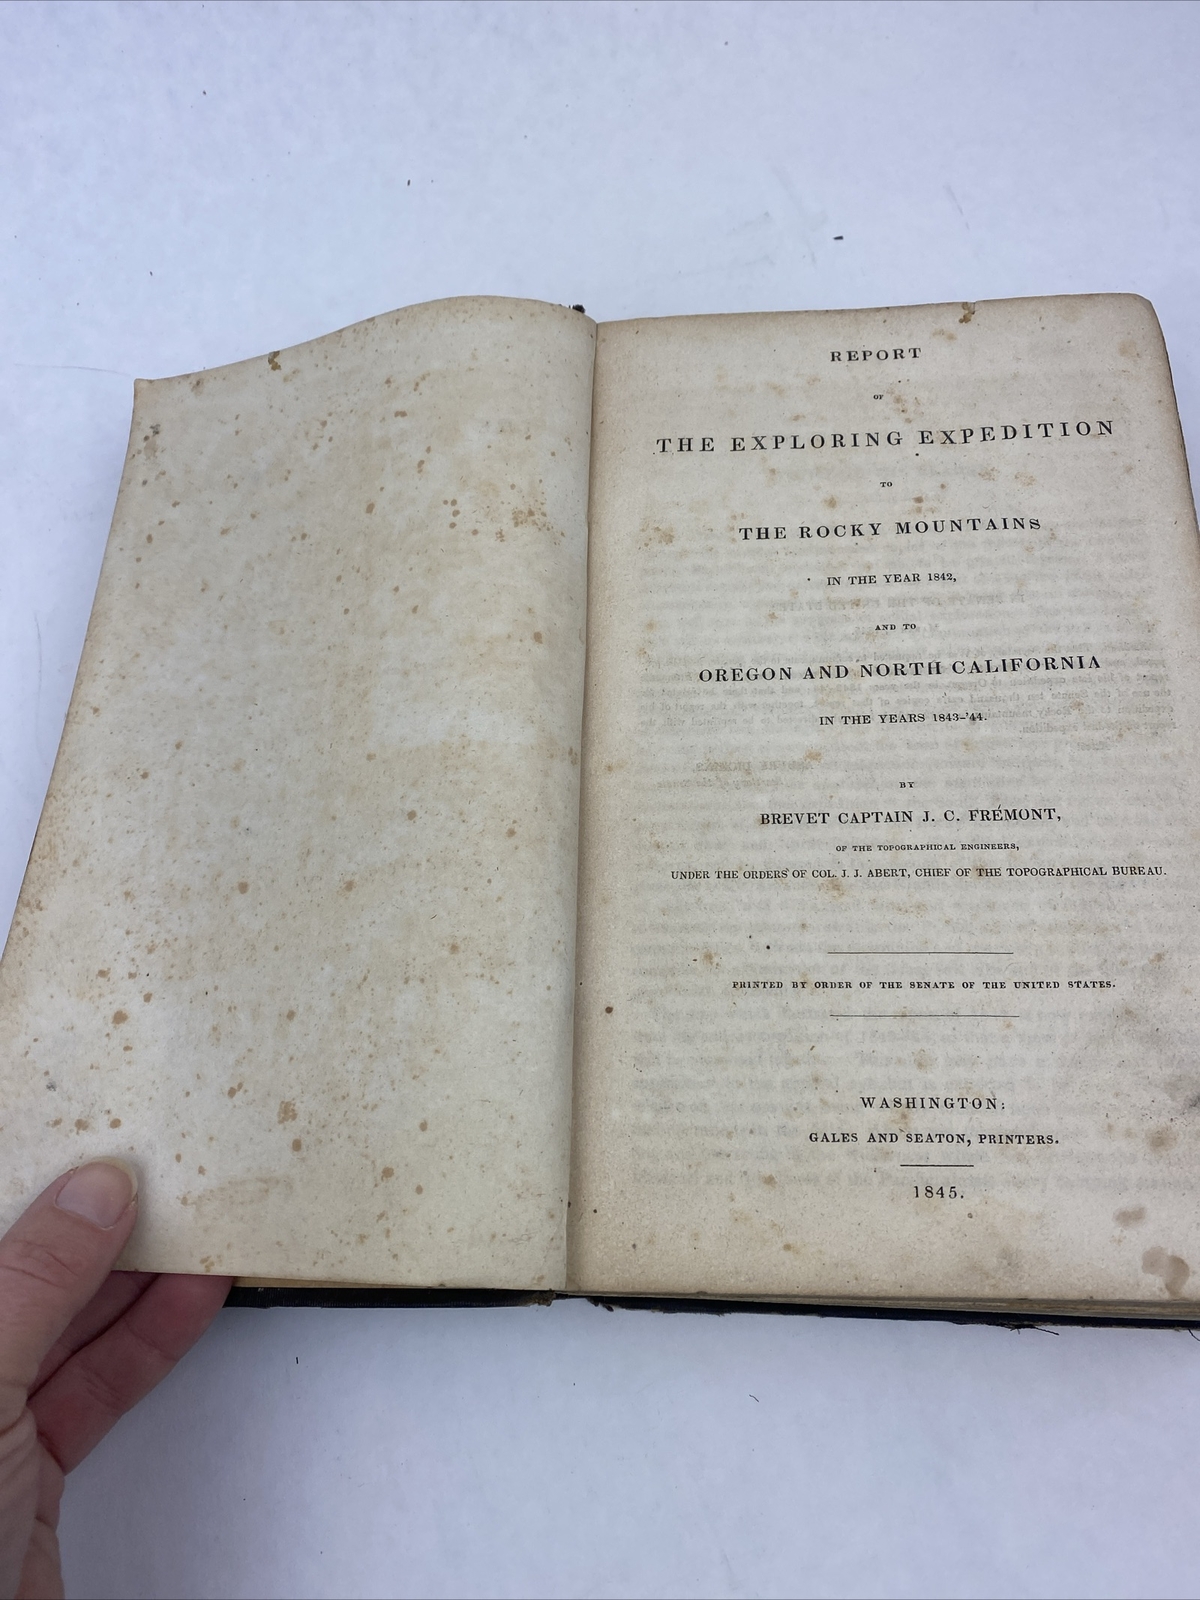 REPORT
OF
THE EXPLORING EXPEDITION
TO
THE ROCKY MOUNTAINS
IN THE YEAR 1842,
AND TO
OREGON AND NORTH CALIFORNIA
IN THE YEARS 1843–'44.
BY
BREVET CAPTAIN J. C. FRÉMONT,
OF THE TOPOGRAPHICAL ENGINEERS,
UNDER THE ORDERS OF COL. J. J. ABERT, CHIEF OF THE TOPOGRAPHICAL BUREAU.
PRINTED BY ORDER OF THE SENATE OF THE UNITED STATES.
WASHINGTON:
GALES AND SEATON, PRINTERS.
1845.